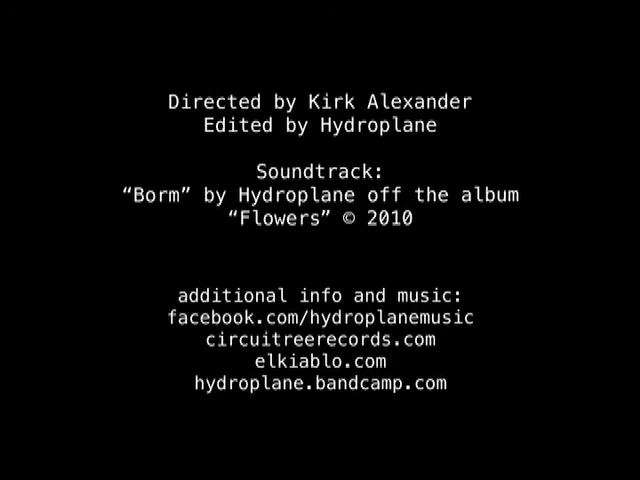 Directed by Kirk Alexander
Edited by Hydroplane
Soundtrack:
“Borm” by Hydroplane off the album
“Flowers” © 2010
additional info and music:
facebook.com/hydroplanemusic
circuitreerecords.com
elkiablo.com
hydroplane.bandcamp.com